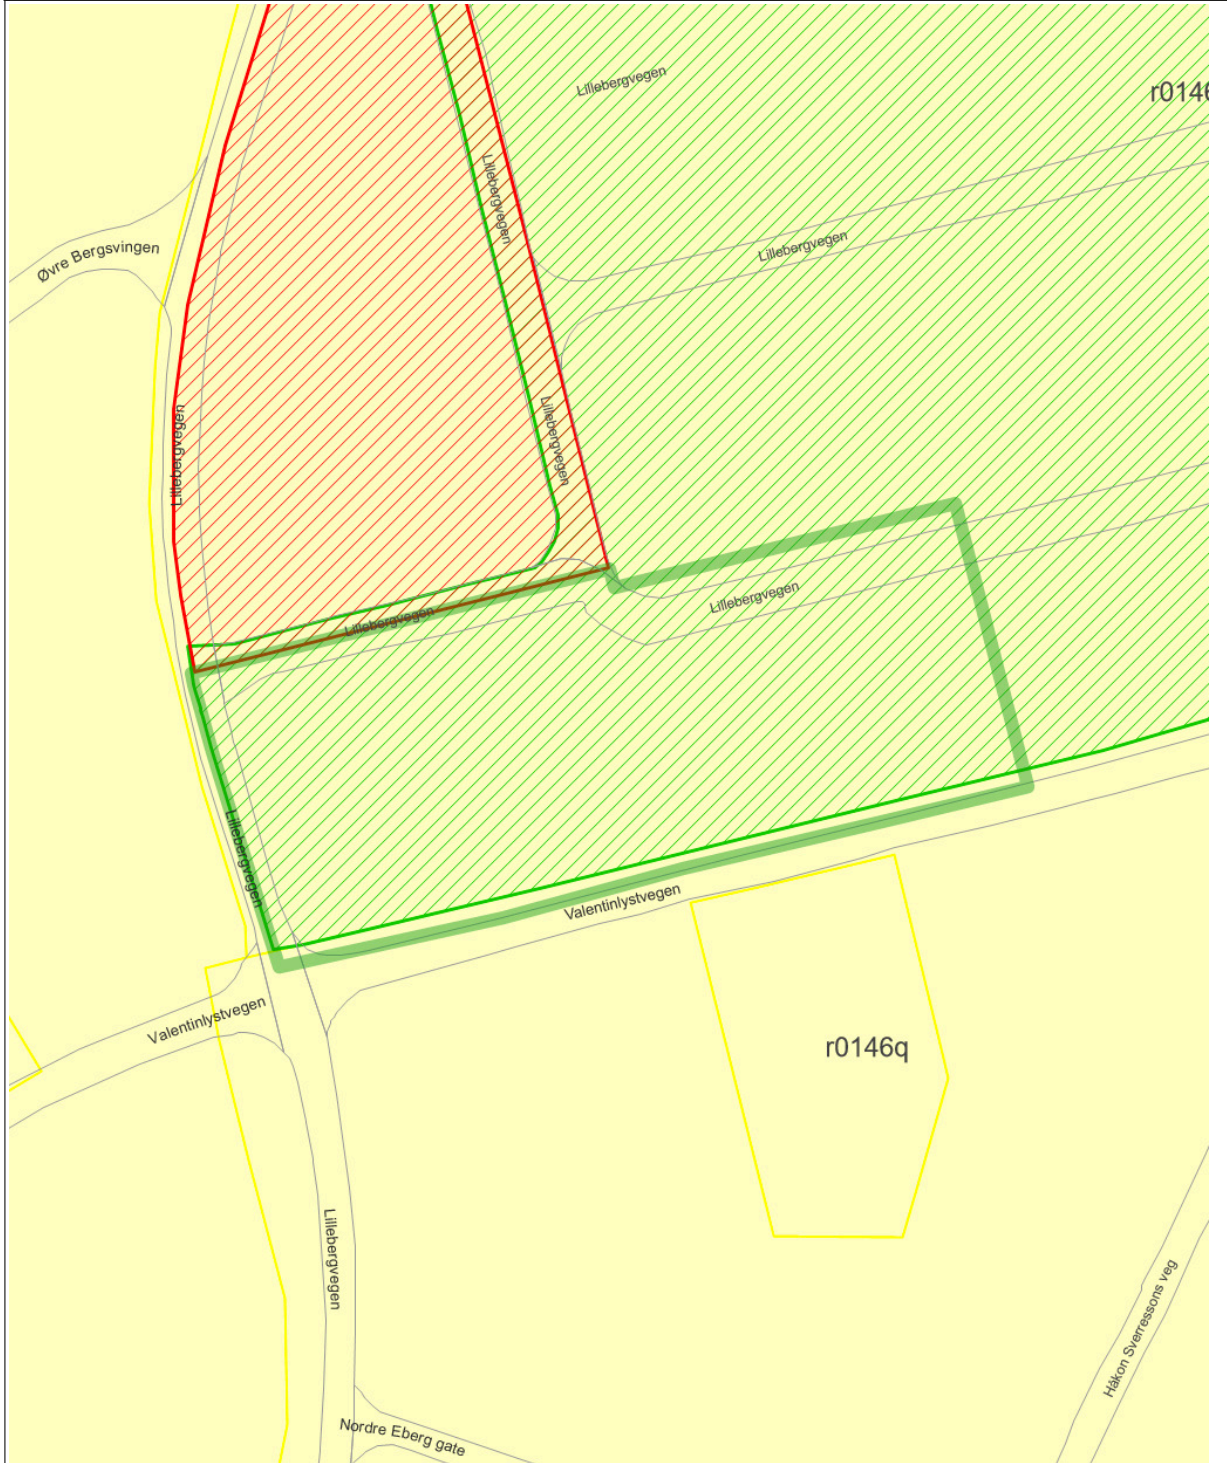 Lillebergvegen
r0146
Lillebergvegen
Øvre Bergsvingen
Lillebergvegen
Lillebergvegen
Lillebergvegen
Lillebergvegen
Lillebergvegen
Lillebergvegen
Valentinlystvegen
Valentinlystvegen
r0146q
Lillebergvegen
Håkon Sverressons veg
Nordre Eberg gate